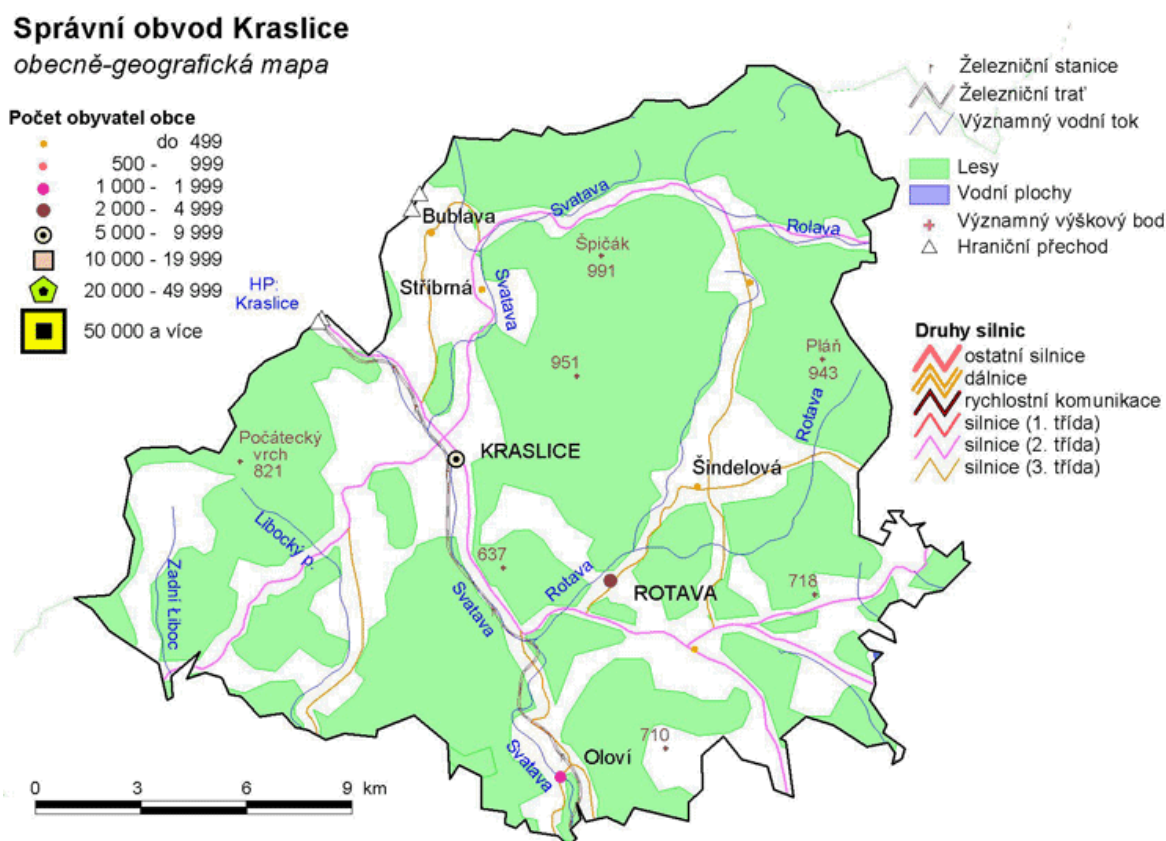 Správní obvod Kraslice
obecně-geografická mapa
Počet obyvatel obce
do 499
500 - 999
1 000 - 1 999
2 000 - 4 999
5 000 - 9 999
10 000 - 19 999
20 000 - 49 999
50 000 a více
Železniční stanice
Železniční trať
Významný vodní tok
Lesy
Vodní plochy
Významný výškový bod
Hraniční přechod
Druhy silnic
ostatní silnice
dálnice
rychlostní komunikace
silnice (1. třída)
silnice (2. třída)
silnice (3. třída)
Svatava
Bublava
Rolava
Špičák
991
HP:
Kraslice
Stříbrná
Svatava
951
Pláň
943
Rotava
Počátecký
vrch
821
KRASLICE
Šindelová
Libocký p.
Zadní Liboc
637
Svatava
Rotava
ROTAVA
718
710
Oloví
Svatava
0 3 6 9 km